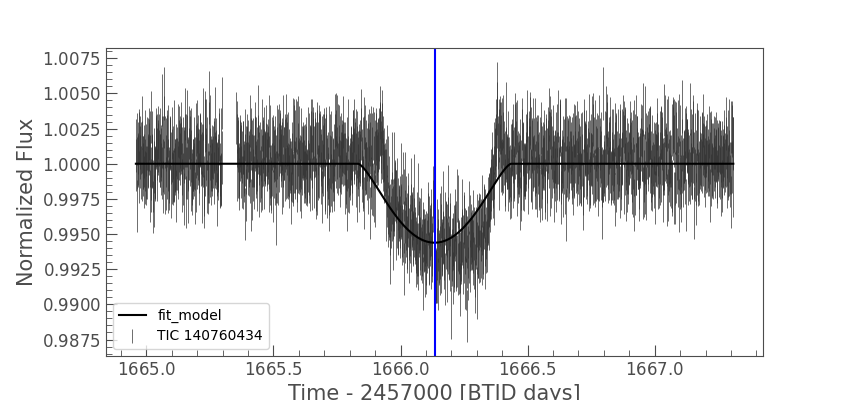 1.0075
1.0050
1.0025
1.0000
0.9975
0.9950
0.9925
0.9900
0.9875
Normalized Flux
fit_model
TIC 140760434
1665.0 1665.5 1666.0 1666.5 1667.0
Time - 2457000 [BTJD days]